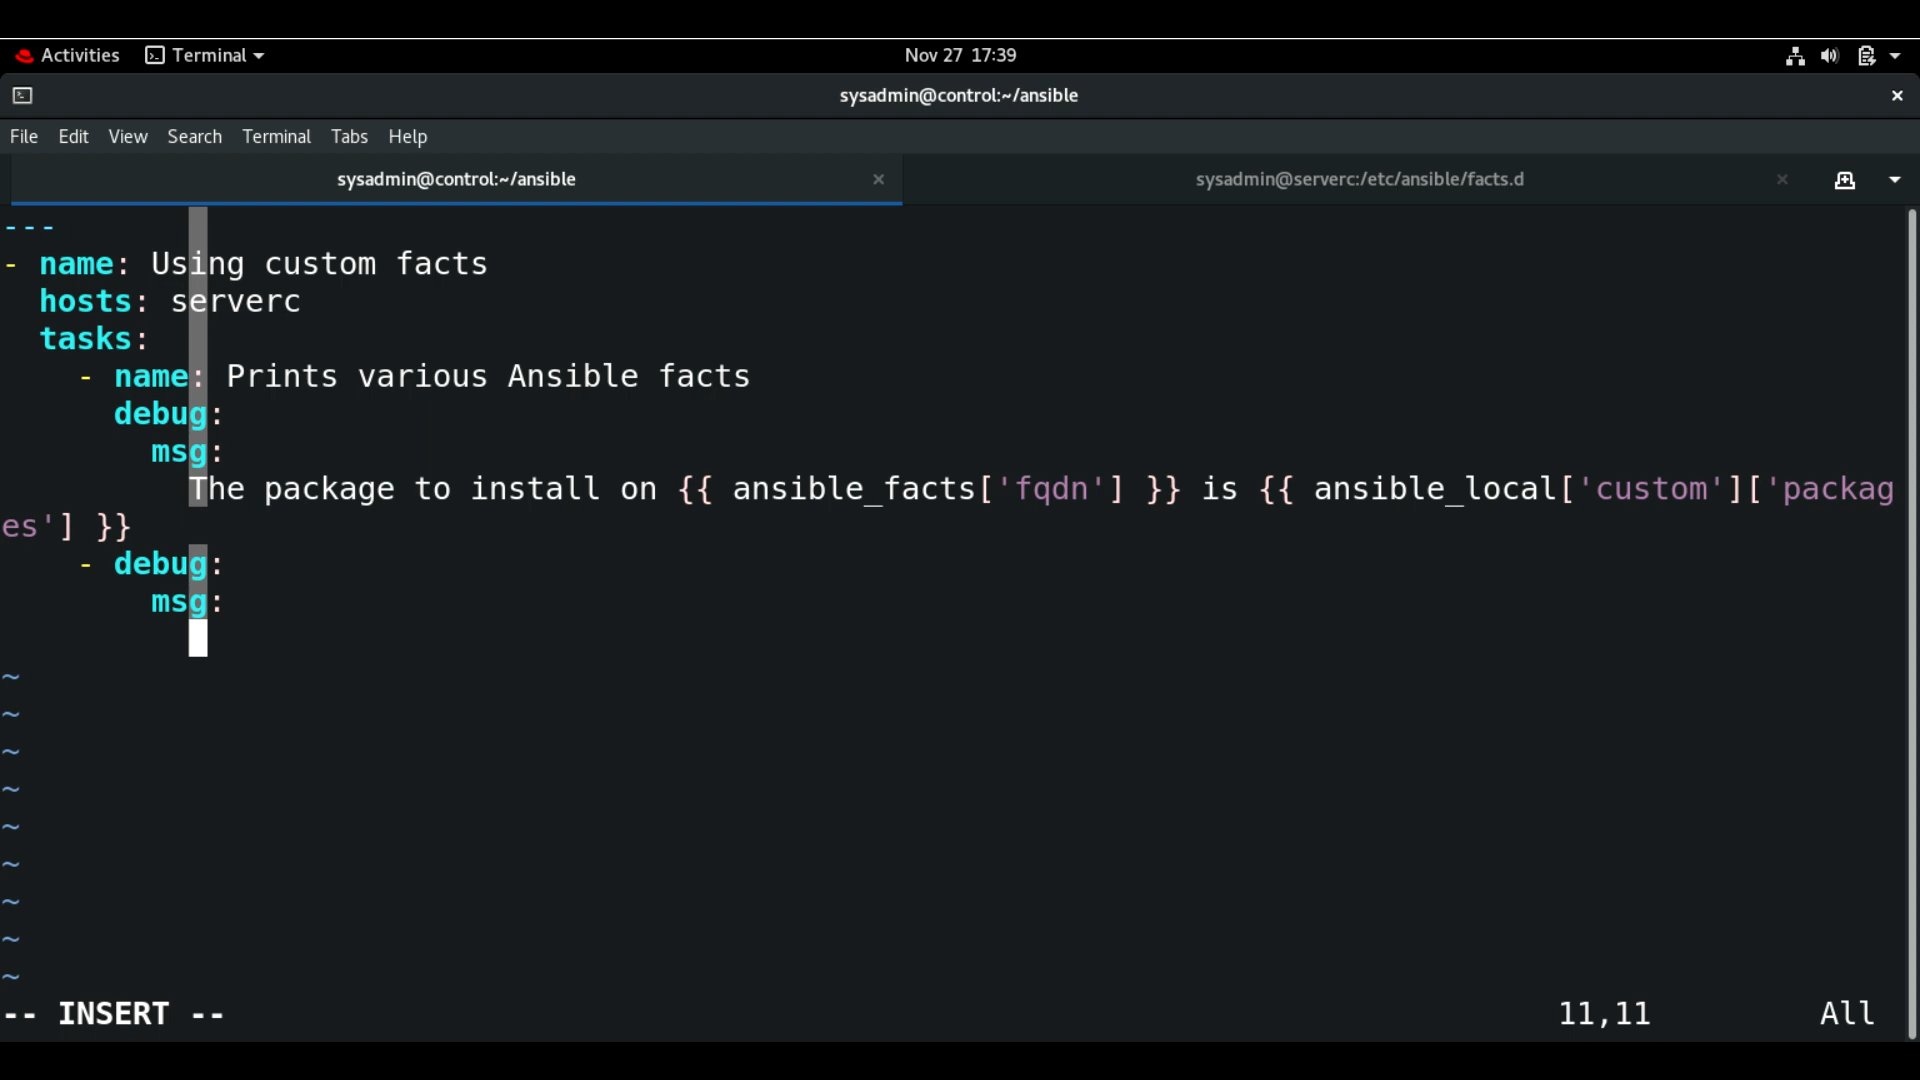 Activities Terminal Nov 27 17:39
sysadmin@control:~/ansible
File Edit View Search Terminal Tabs Help
sysadmin@control:~/ansible sysadmin@serverc:/etc/ansible/facts.d
---
- name: Using custom facts
  hosts: serverc
  tasks:
    - name: Prints various Ansible facts
      debug:
        msg:
          The package to install on {{ ansible_facts['fqdn'] }} is {{ ansible_local['custom']['packag
es'] }}
    - debug:
        msg:
~
~
~
~
~
~
~
~
~
-- INSERT -- 11,11 All